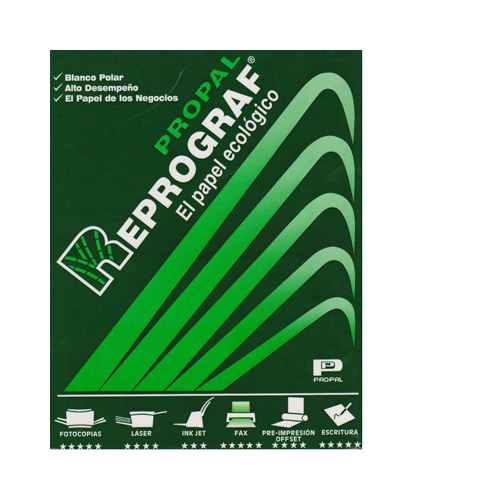 ✓ Blanco Polar
✓ Alto Desempeño
✓ El Papel de los Negocios
PROPAL
REPROGRAF®
El papel ecológico
P
PROPAL
FOTOCOPIAS
LÁSER
INK JET
FAX
PRE-IMPRESIÓN
OFFSET
ESCRITURA
★★★★★ ★★★★ ★★★ ★★★★★ ★★★★ ★★★★★